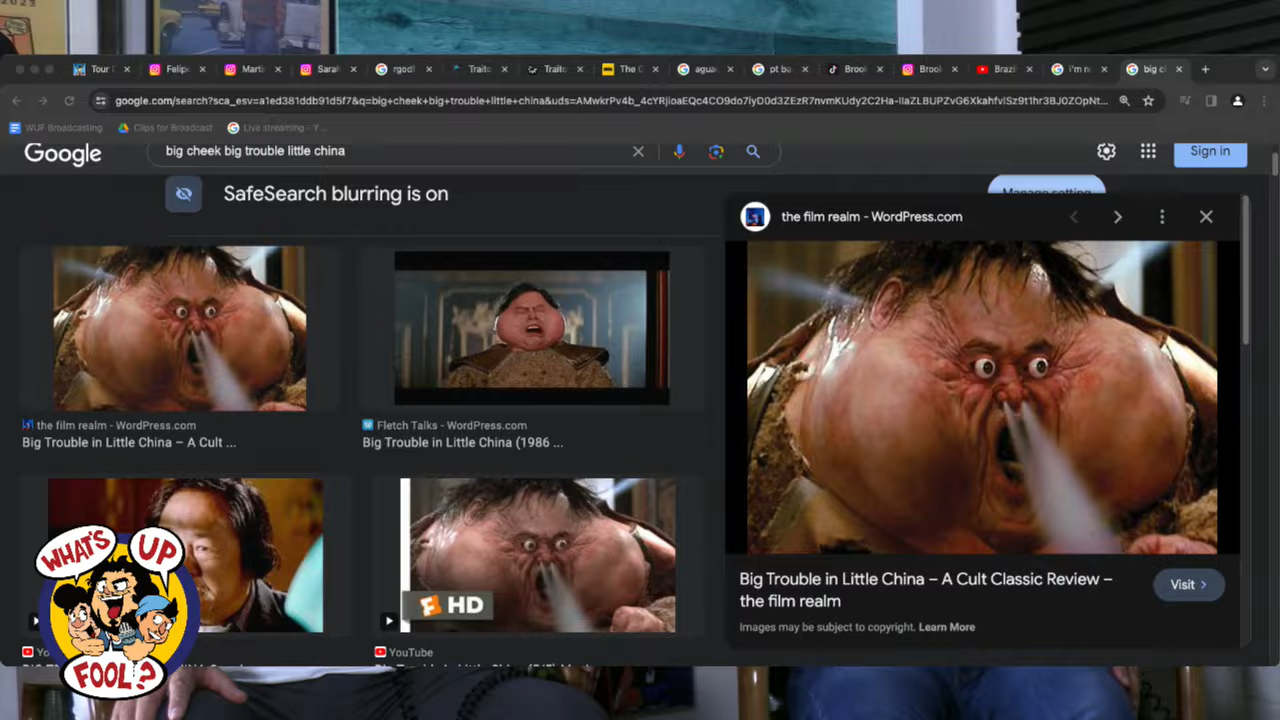 2023
Tour
Felip
Marti
Sarah
rgodf
Traito
Traito
The C
agua
pt ba
Brook
Brook
Brazi
i'm n
big cl
google.com/search?sca_esv=a1ed381ddb91d5f7&q=big+cheek+big+trouble+little+china&uds=
WUF Broadcasting
Clips for Broadcast
Live streaming - Y...
Google
big cheek big trouble little china
Sign in
SafeSearch blurring is on
Manage setting
the film realm - WordPress.com
the film realm - WordPress.com
Big Trouble in Little China – A Cult ...
Fletch Talks - WordPress.com
Big Trouble in Little China (1986 ...
HD
Big Trouble in Little China – A Cult Classic Review –
the film realm
Visit
Images may be subject to copyright. Learn More
WHAT'S
UP
FOOL?
YouTube